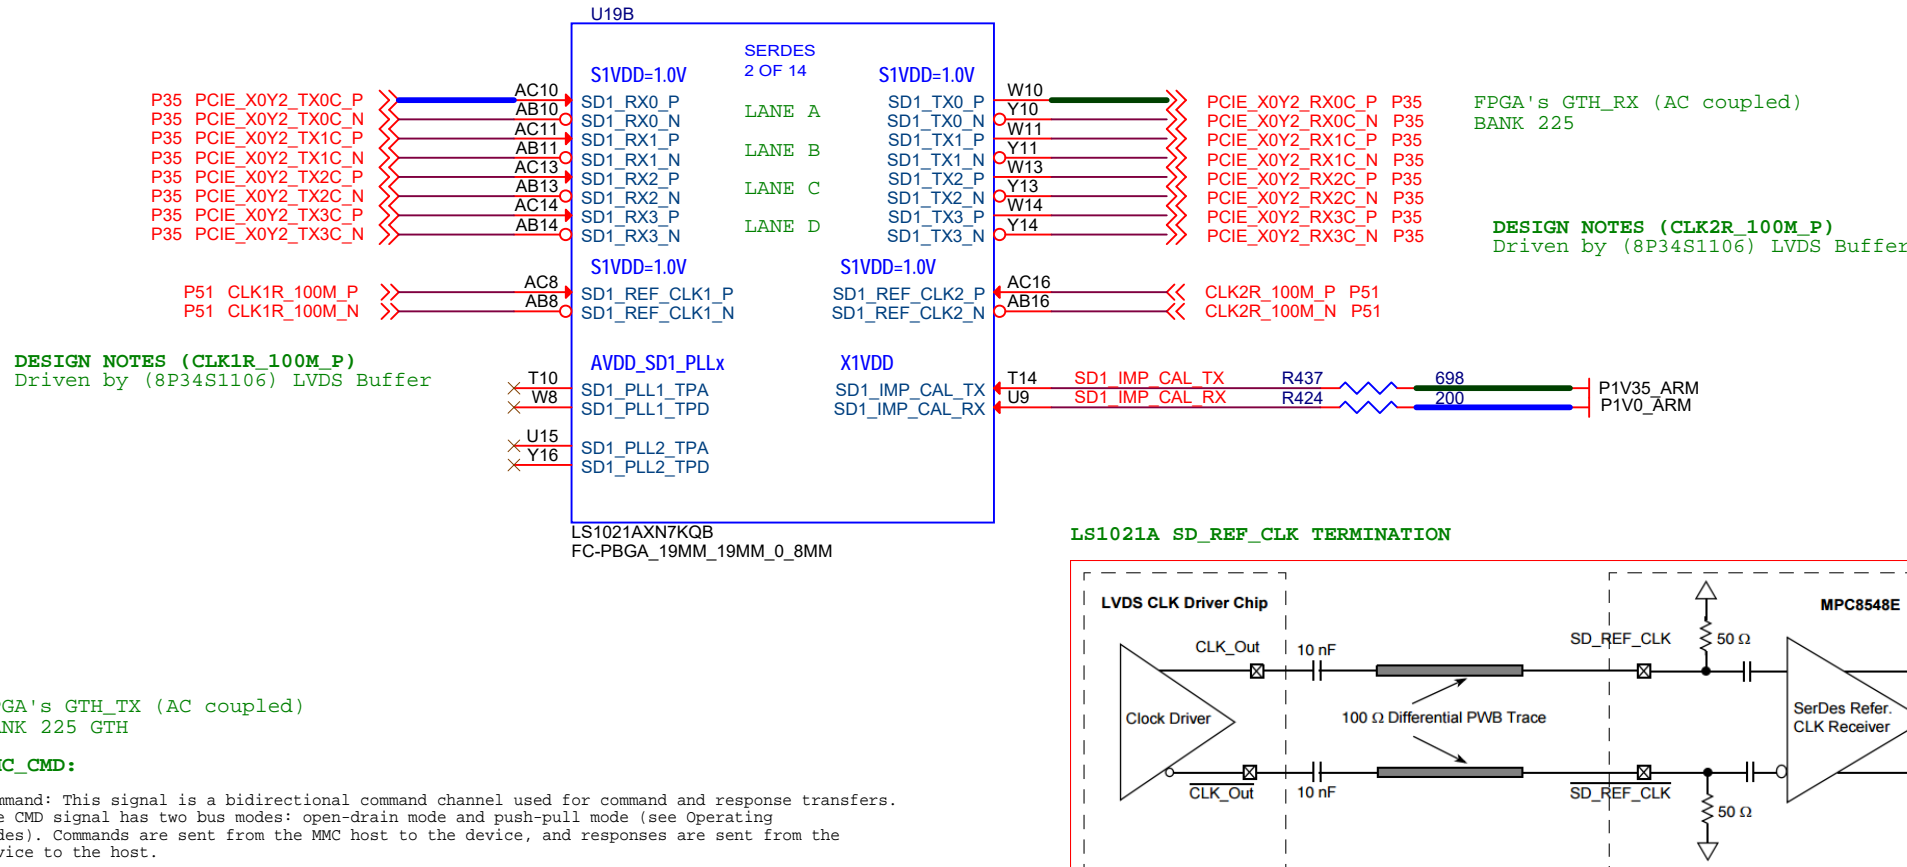 U19B
SERDES
2 OF 14
S1VDD=1.0V
S1VDD=1.0V
P35 PCIE_X0Y2_TX0C_P AC10 SD1_RX0_P
P35 PCIE_X0Y2_TX0C_N AB10 SD1_RX0_N
P35 PCIE_X0Y2_TX1C_P AC11 SD1_RX1_P
P35 PCIE_X0Y2_TX1C_N AB11 SD1_RX1_N
P35 PCIE_X0Y2_TX2C_P AC13 SD1_RX2_P
P35 PCIE_X0Y2_TX2C_N AB13 SD1_RX2_N
P35 PCIE_X0Y2_TX3C_P AC14 SD1_RX3_P
P35 PCIE_X0Y2_TX3C_N AB14 SD1_RX3_N
LANE A
LANE B
LANE C
LANE D
SD1_TX0_P W10 PCIE_X0Y2_RX0C_P P35
SD1_TX0_N Y10 PCIE_X0Y2_RX0C_N P35
SD1_TX1_P W11 PCIE_X0Y2_RX1C_P P35
SD1_TX1_N Y11 PCIE_X0Y2_RX1C_N P35
SD1_TX2_P W13 PCIE_X0Y2_RX2C_P P35
SD1_TX2_N Y13 PCIE_X0Y2_RX2C_N P35
SD1_TX3_P W14 PCIE_X0Y2_RX3C_P P35
SD1_TX3_N Y14 PCIE_X0Y2_RX3C_N P35
FPGA's GTH_RX (AC coupled)
BANK 225
DESIGN NOTES (CLK2R_100M_P)
Driven by (8P34S1106) LVDS Buffer
S1VDD=1.0V
S1VDD=1.0V
P51 CLK1R_100M_P AC8 SD1_REF_CLK1_P
P51 CLK1R_100M_N AB8 SD1_REF_CLK1_N
SD1_REF_CLK2_P AC16 CLK2R_100M_P P51
SD1_REF_CLK2_N AB16 CLK2R_100M_N P51
DESIGN NOTES (CLK1R_100M_P)
Driven by (8P34S1106) LVDS Buffer
AVDD_SD1_PLLx
X1VDD
T10 SD1_PLL1_TPA
W8 SD1_PLL1_TPD
U15 SD1_PLL2_TPA
Y16 SD1_PLL2_TPD
SD1_IMP_CAL_TX T14 SD1_IMP_CAL_TX R437 698 P1V35_ARM
SD1_IMP_CAL_RX U9 SD1_IMP_CAL_RX R424 200 P1V0_ARM
LS1021AXN7KQB
FC-PBGA_19MM_19MM_0_8MM
LS1021A SD_REF_CLK TERMINATION
LVDS CLK Driver Chip
MPC8548E
CLK_Out
10 nF
SD_REF_CLK
50 Ω
Clock Driver
100 Ω Differential PWB Trace
SerDes Refer.
CLK Receiver
CLK_Out
10 nF
SD_REF_CLK
50 Ω
GA's GTH_TX (AC coupled)
NK 225 GTH
C_CMD:
mmand: This signal is a bidirectional command channel used for command and response transfers.
e CMD signal has two bus modes: open-drain mode and push-pull mode (see Operating
des). Commands are sent from the MMC host to the device, and responses are sent from the
vice to the host.